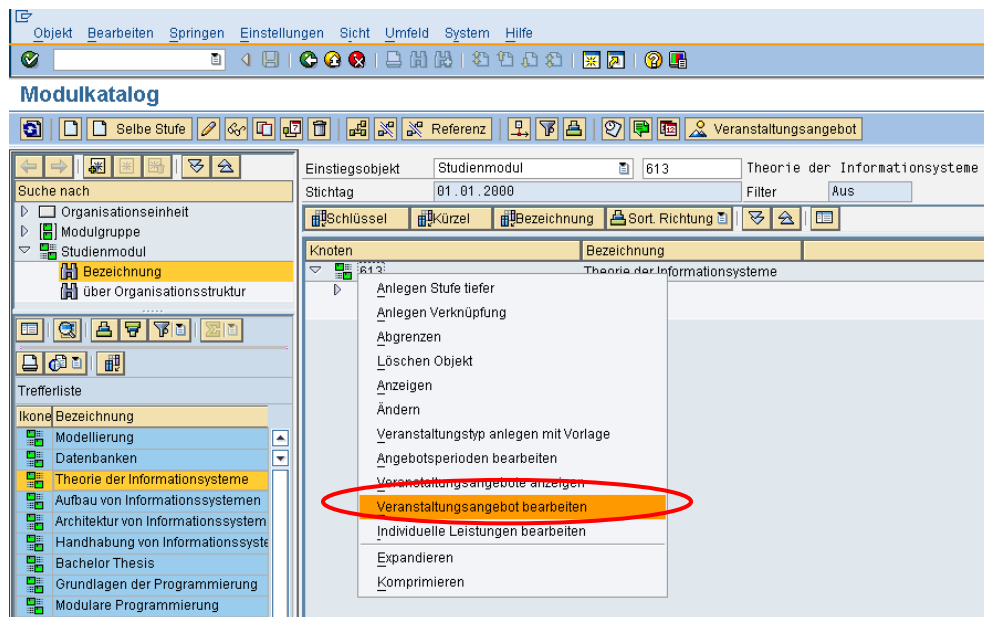 Objekt Bearbeiten Springen Einstellungen Sicht Umfeld System Hilfe
Modulkatalog
Selbe Stufe Referenz Veranstaltungsangebot
Suche nach
Organisationseinheit
Modulgruppe
Studienmodul
Bezeichnung
über Organisationsstruktur
Trefferliste
Ikone Bezeichnung
Modellierung
Datenbanken
Theorie der Informationsysteme
Aufbau von Informationssystemen
Architektur von Informationssystem
Handhabung von Informationssyste
Bachelor Thesis
Grundlagen der Programmierung
Modulare Programmierung
Einstiegsobjekt Studienmodul 613 Theorie der Informationsysteme
Stichtag 01.01.2000 Filter Aus
Schlüssel Kürzel Bezeichnung Sort. Richtung
Knoten Bezeichnung
613 Theorie der Informationsysteme
Anlegen Stufe tiefer
Anlegen Verknüpfung
Abgrenzen
Löschen Objekt
Anzeigen
Ändern
Veranstaltungstyp anlegen mit Vorlage
Angebotsperioden bearbeiten
Veranstaltungsangebote anzeigen
Veranstaltungsangebot bearbeiten
Individuelle Leistungen bearbeiten
Expandieren
Komprimieren